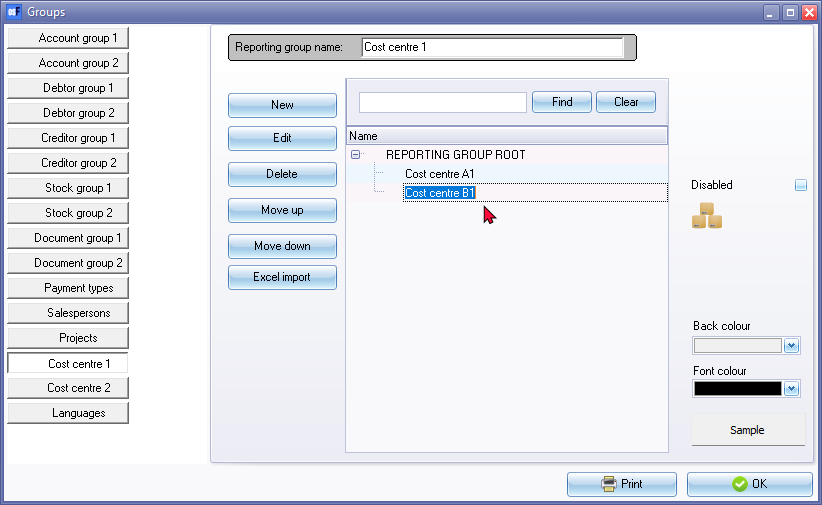 Groups
Account group 1
Account group 2
Debtor group 1
Debtor group 2
Creditor group 1
Creditor group 2
Stock group 1
Stock group 2
Document group 1
Document group 2
Payment types
Salespersons
Projects
Cost centre 1
Cost centre 2
Languages
Reporting group name: Cost centre 1
New
Edit
Delete
Move up
Move down
Excel import
Find Clear
Name
REPORTING GROUP ROOT
Cost centre A1
Cost centre B1
Disabled
Back colour
Font colour
Sample
Print OK